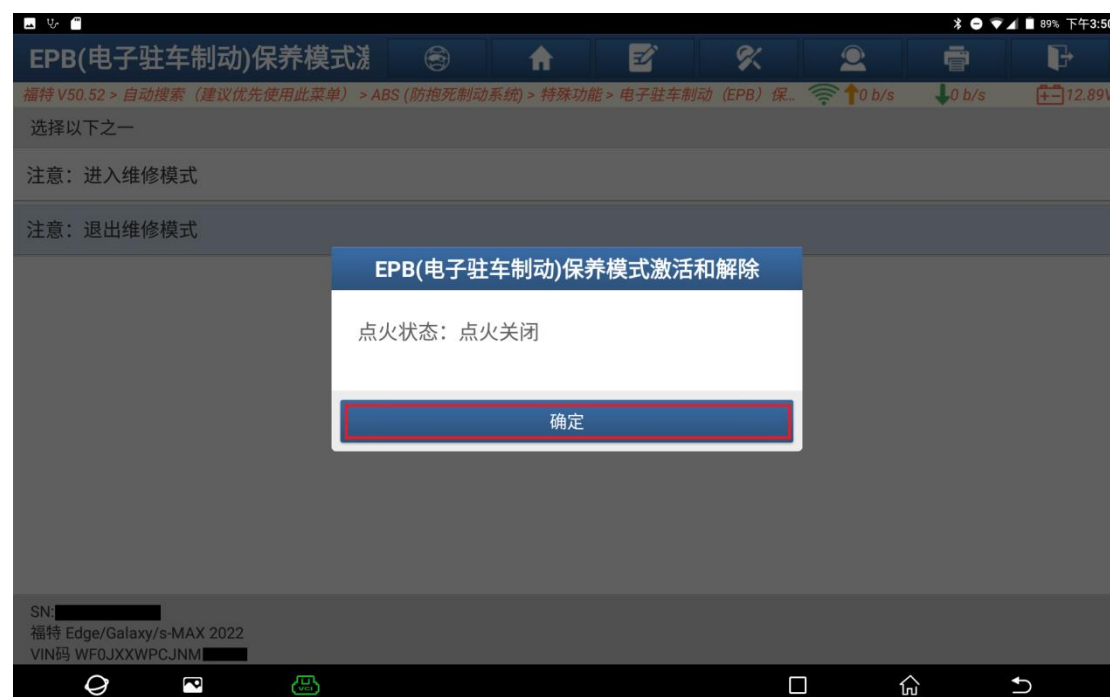 89% 下午3:50
EPB(电子驻车制动)保养模式
福特 V50.52 > 自动搜索（建议优先使用此菜单）> ABS (防抱死制动系统) > 特殊功能 > 电子驻车制动（EPB）保... 0 b/s 0 b/s 12.89V
选择以下之一
注意：进入维修模式
注意：退出维修模式
EPB(电子驻车制动)保养模式激活和解除
点火状态：点火关闭
确定
SN:
福特 Edge/Galaxy/s-MAX 2022
VIN码 WF0JXXWPCJNM
VCI